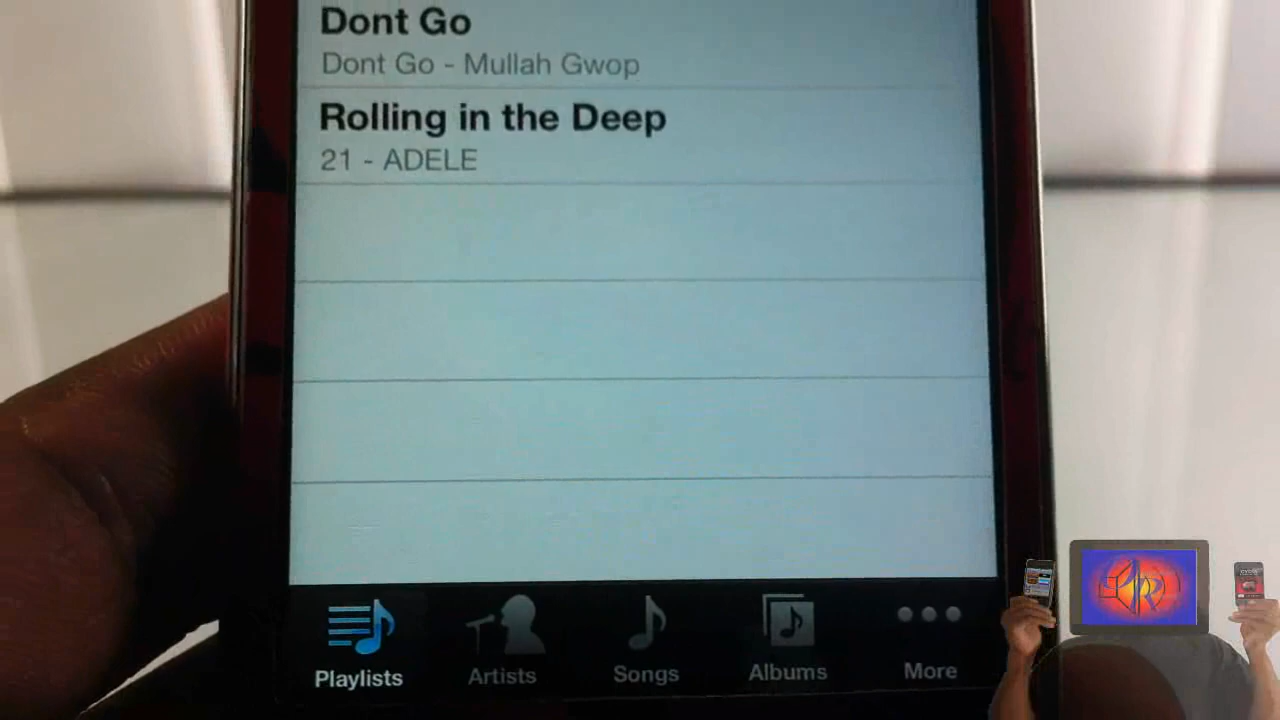 Dont Go
Dont Go - Mullah Gwop
Rolling in the Deep
21 - ADELE
Playlists
Artists
Songs
Albums
More